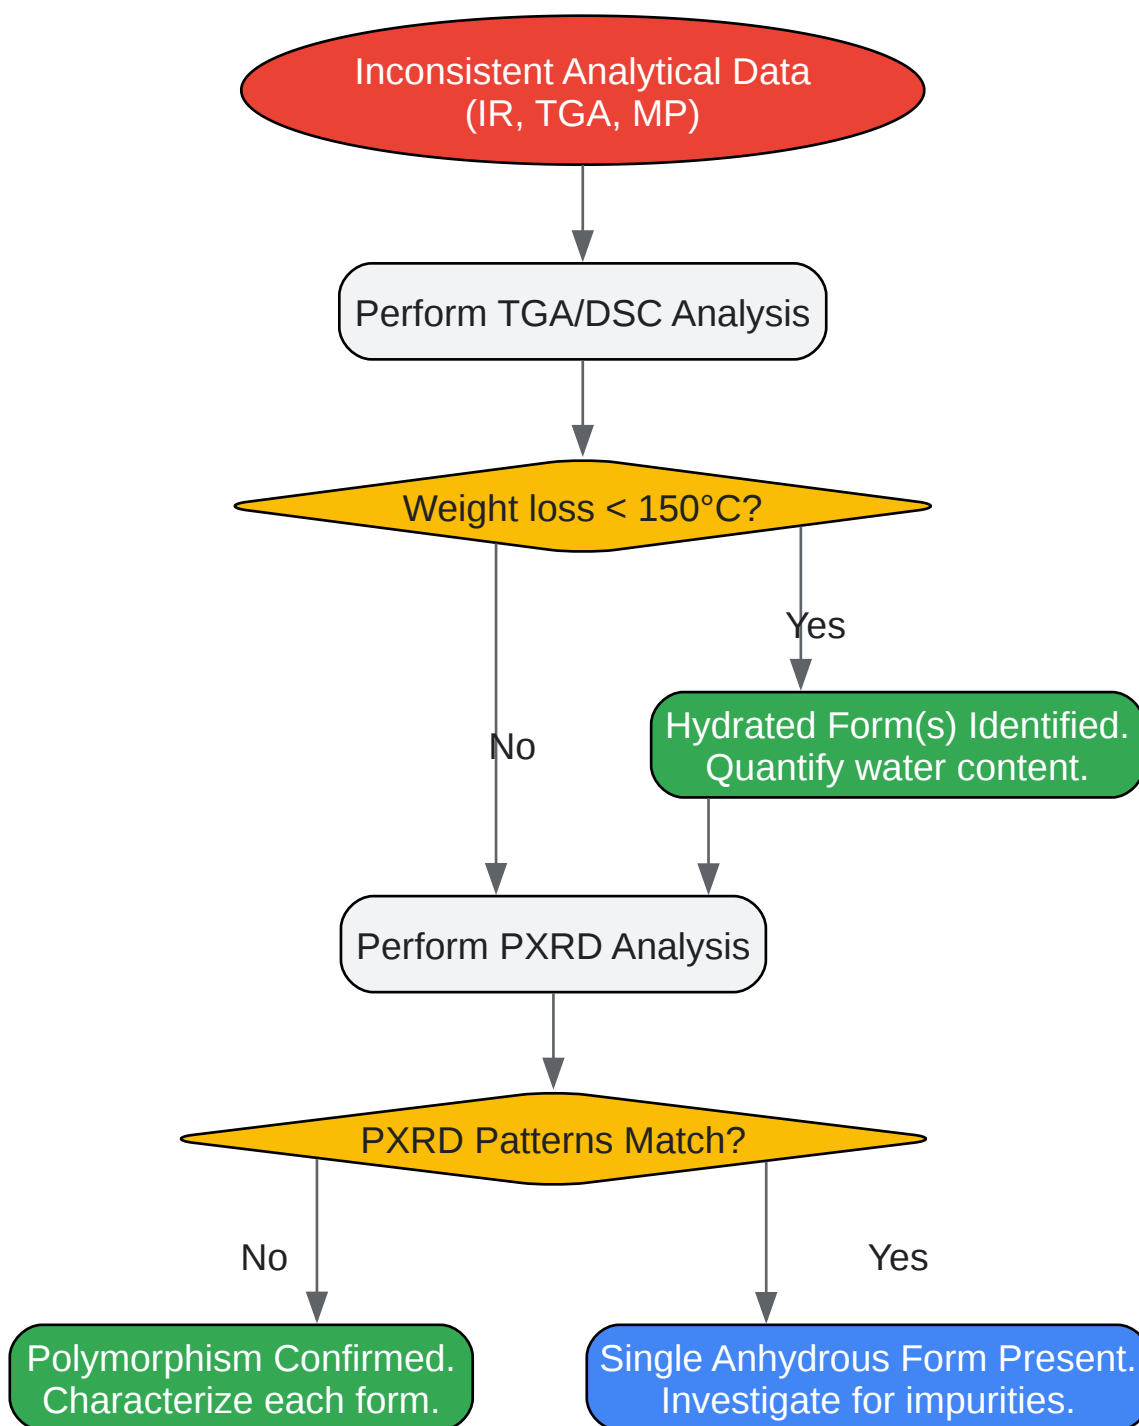 Inconsistent Analytical Data
(IR, TGA, MP)
Perform TGA/DSC Analysis
Weight loss < 150°C?
Yes
Hydrated Form(s) Identified.
Quantify water content.
No
Perform PXRD Analysis
PXRD Patterns Match?
No
Yes
Polymorphism Confirmed.
Characterize each form.
Single Anhydrous Form Present.
Investigate for impurities.